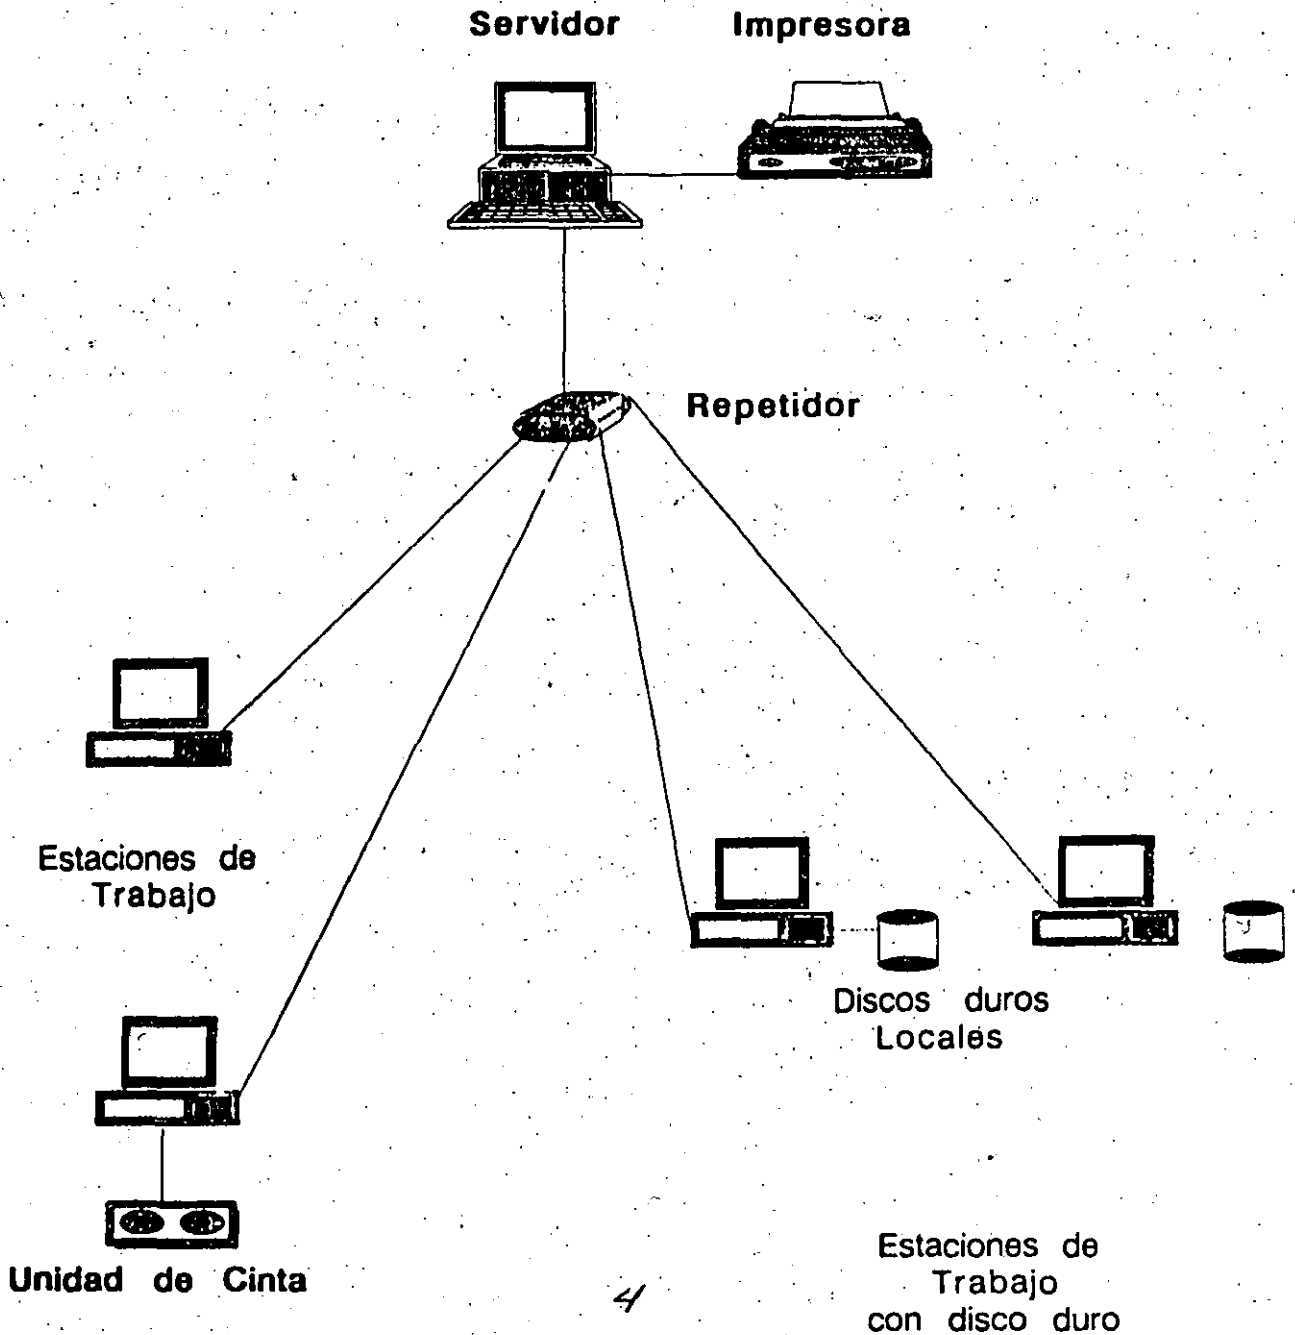 Servidor Impresora
Repetidor
Estaciones de
Trabajo
Discos duros
Locales
Unidad de Cinta
Estaciones de
Trabajo
con disco duro
4